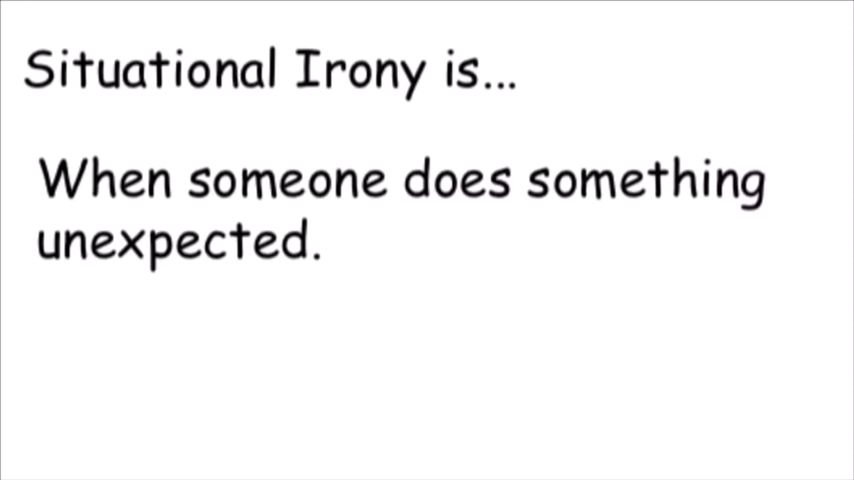 Situational Irony is...
When someone does something
unexpected.